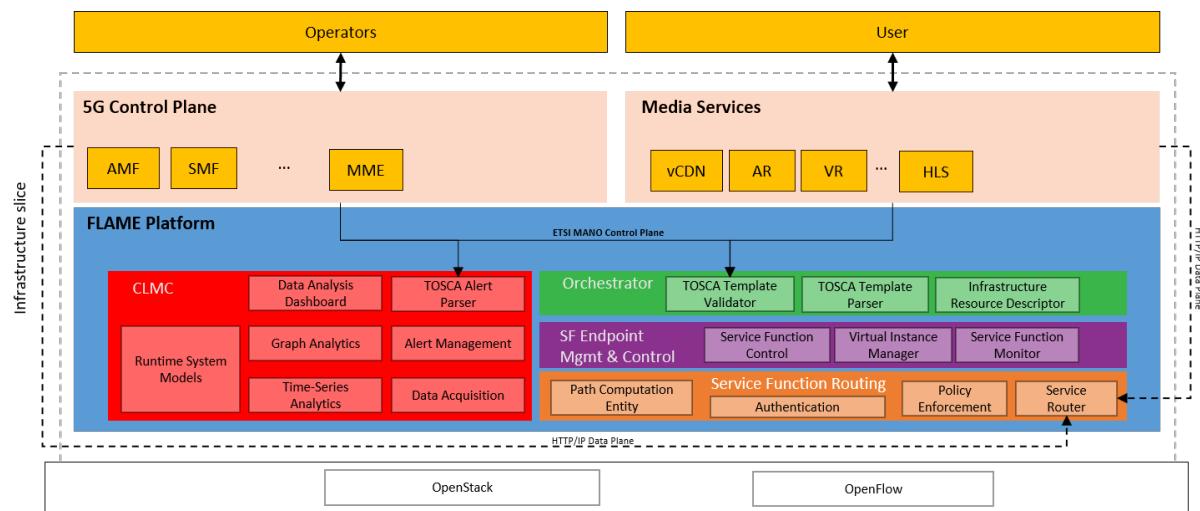 Operators
User
5G Control Plane
Media Services
AMF
SMF
...
MME
vCDN
AR
VR
...
HLS
Infrastructure slice
HTTP/IP Data Plane
FLAME Platform
ETSI MANO Control Plane
CLMC
Data Analysis
Dashboard
TOSCA Alert
Parser
Runtime System
Models
Graph Analytics
Alert Management
Time-Series
Analytics
Data Acquisition
Orchestrator
TOSCA Template
Validator
TOSCA Template
Parser
Infrastructure
Resource Descriptor
SF Endpoint
Mgmt & Control
Service Function
Control
Virtual Instance
Manager
Service Function
Monitor
Service Function Routing
Path Computation
Entity
Authentication
Policy
Enforcement
Service
Router
HTTP/IP Data Plane
OpenStack
OpenFlow